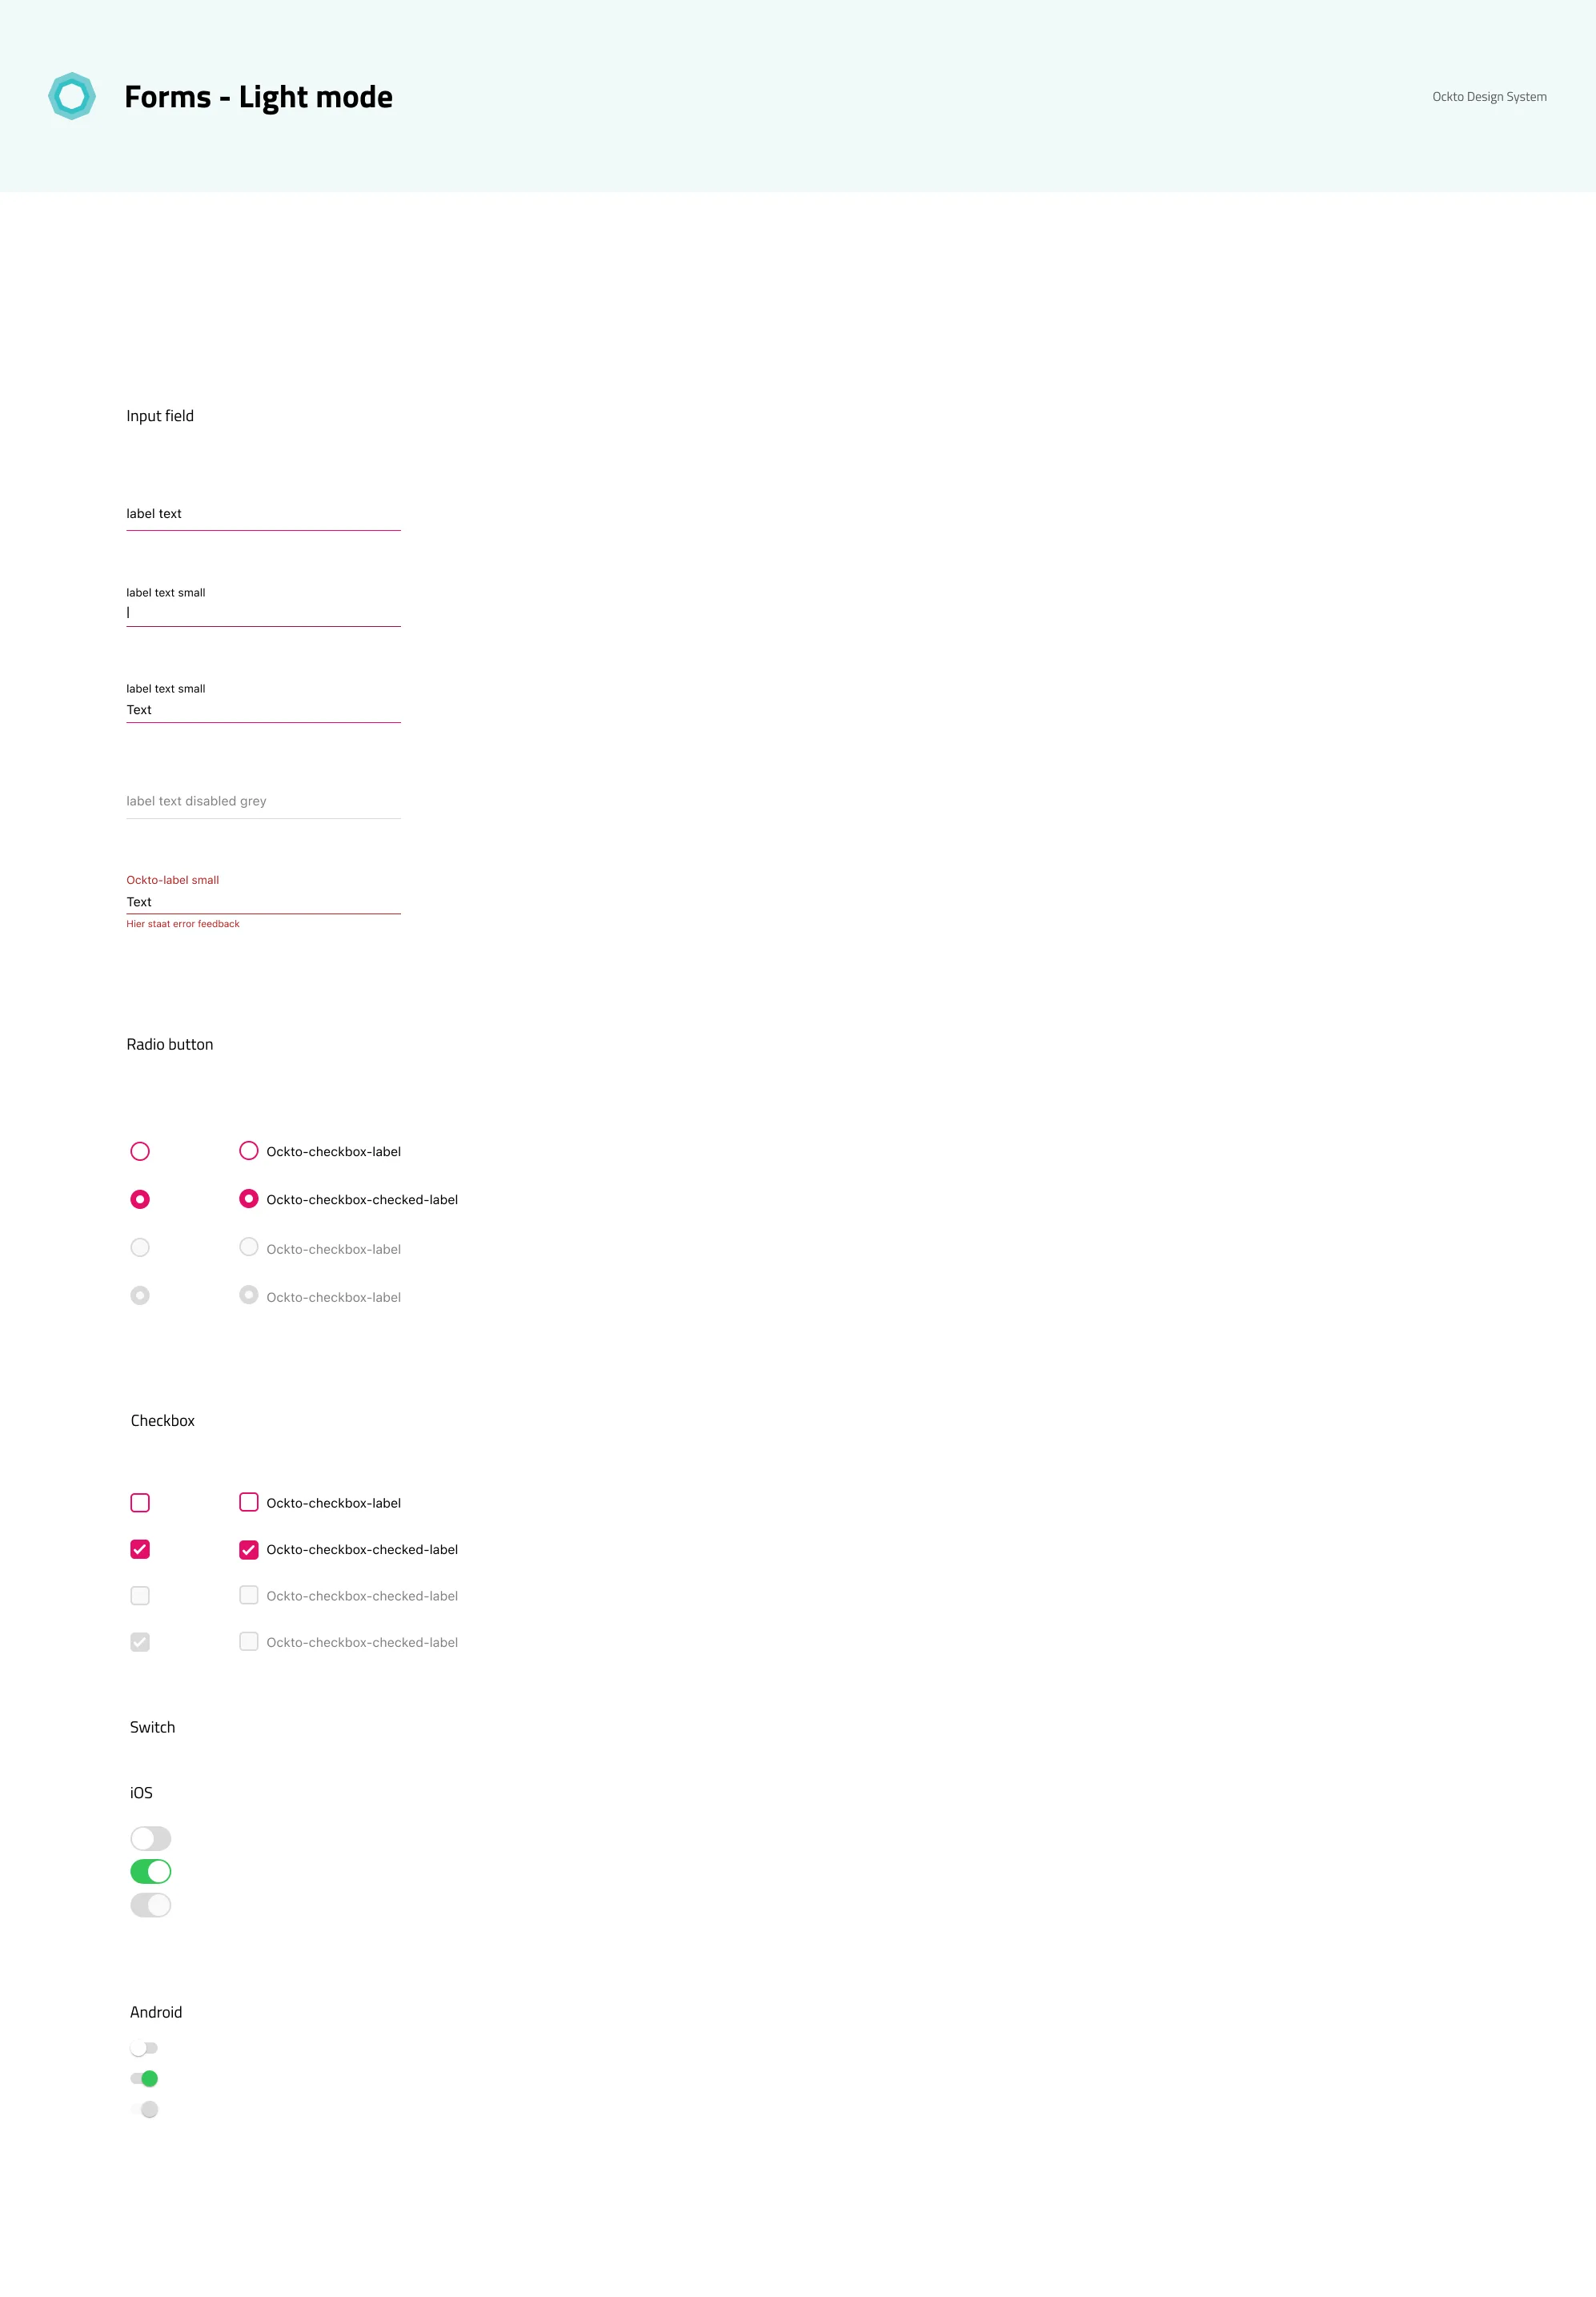 Forms - Light mode
Ockto Design System
Input field
label text
label text small
label text small
Text
label text disabled grey
Ockto-label small
Text
Hier staat error feedback
Radio button
Ockto-checkbox-label
Ockto-checkbox-checked-label
Ockto-checkbox-label
Ockto-checkbox-label
Checkbox
Ockto-checkbox-label
Ockto-checkbox-checked-label
Ockto-checkbox-checked-label
Ockto-checkbox-checked-label
Switch
iOS
Android